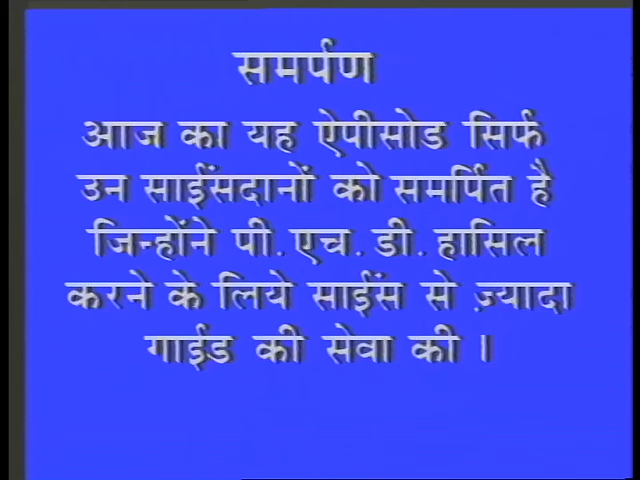 समर्पण
आज का यह ऐपीसोड सिर्फ
उन साईंसदानों को समर्पित है
जिन्होंने पी.एच.डी.हासिल
करने के लिये साईंस से ज़्यादा
गाईड की सेवा की ।